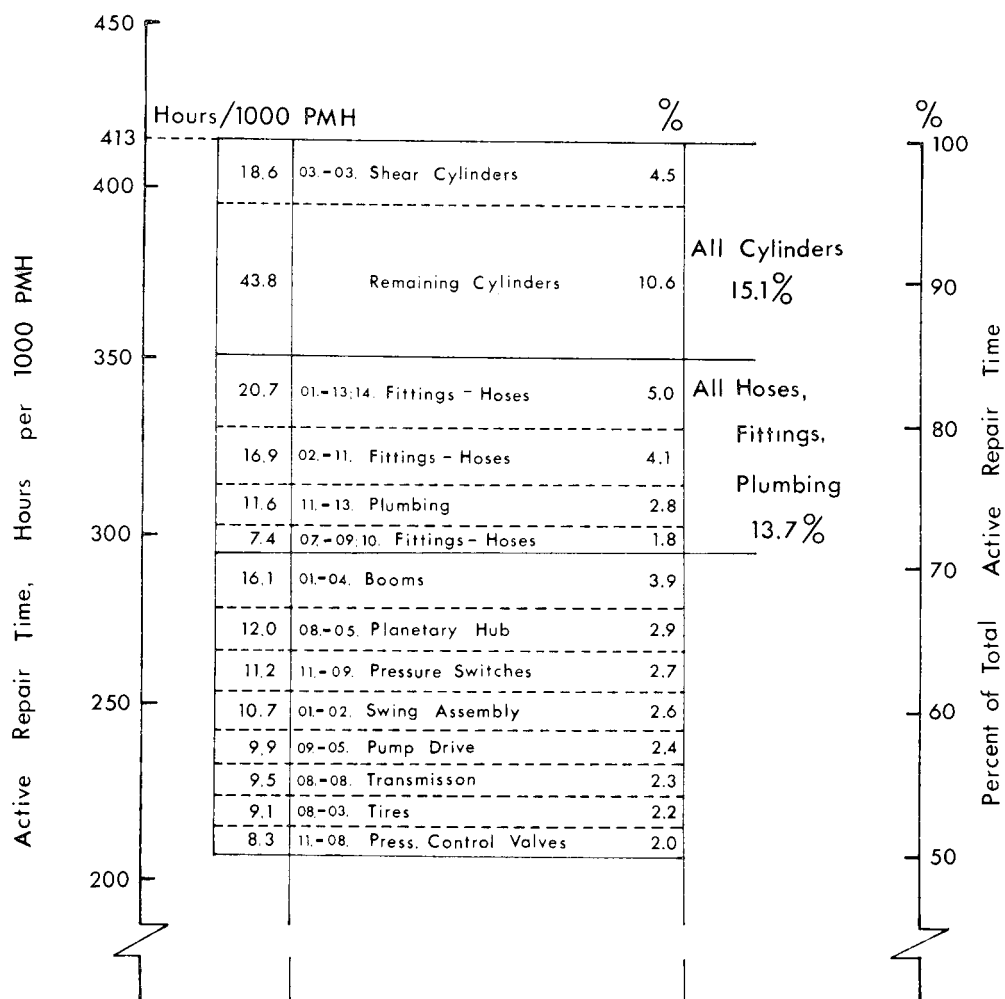 450
Hours/1000 PMH %
%
413
100
400
350
300
250
200
Active Repair Time, Hours per 1000 PMH
18.6 03.-03. Shear Cylinders 4.5
43.8 Remaining Cylinders 10.6
All Cylinders
15.1%
20.7 01.-13;14. Fittings - Hoses 5.0
16.9 02.-11. Fittings - Hoses 4.1
11.6 11.-13. Plumbing 2.8
7.4 07.-09;10. Fittings - Hoses 1.8
All Hoses,
Fittings,
Plumbing
13.7%
16.1 01.-04. Booms 3.9
12.0 08.-05. Planetary Hub 2.9
11.2 11.-09. Pressure Switches 2.7
10.7 01.-02. Swing Assembly 2.6
9.9 09.-05. Pump Drive 2.4
9.5 08.-08. Transmisson 2.3
9.1 08.-03. Tires 2.2
8.3 11.-08. Press. Control Valves 2.0
90
80
70
60
50
Percent of Total Active Repair Time